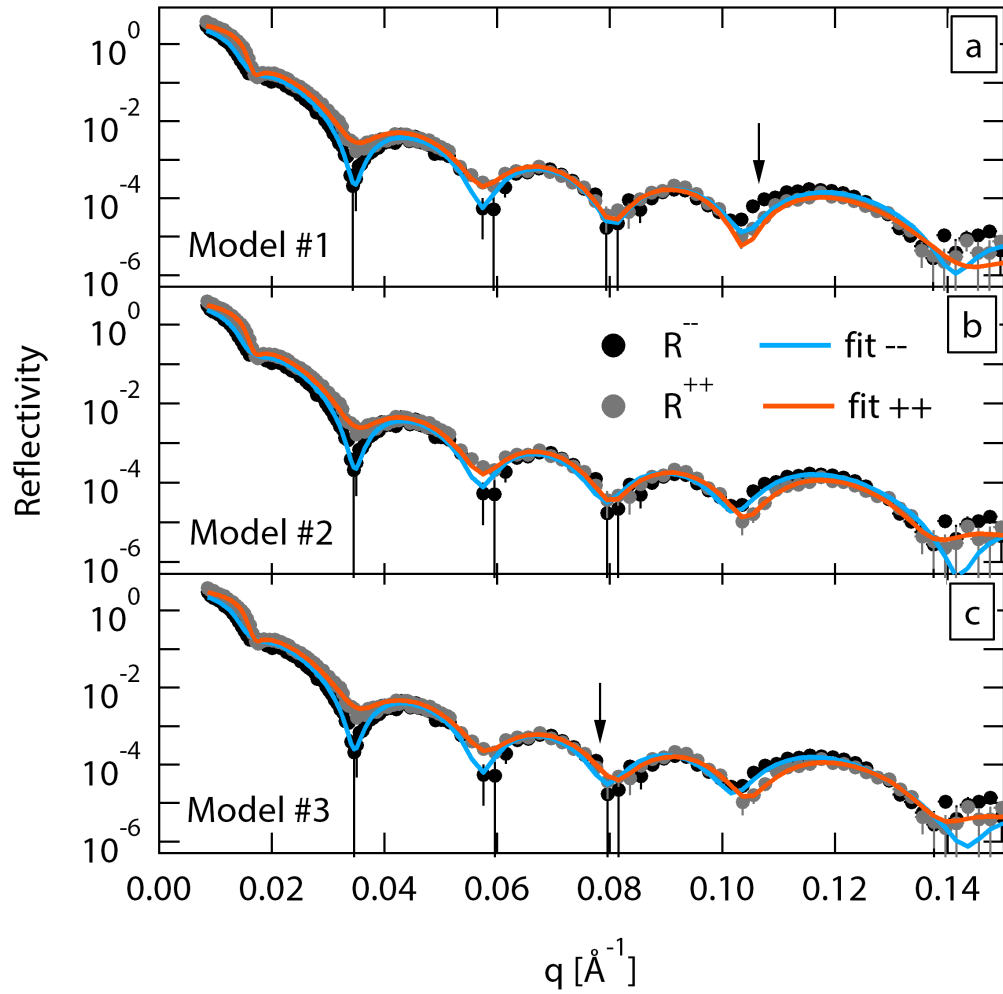 Reflectivity
a
10^0
10^-2
10^-4
10^-6
Model #1
b
10^0
10^-2
10^-4
10^-6
R^-- fit --
R^++ fit ++
Model #2
c
10^0
10^-2
10^-4
10^-6
Model #3
0.00 0.02 0.04 0.06 0.08 0.10 0.12 0.14
q [Å^-1]